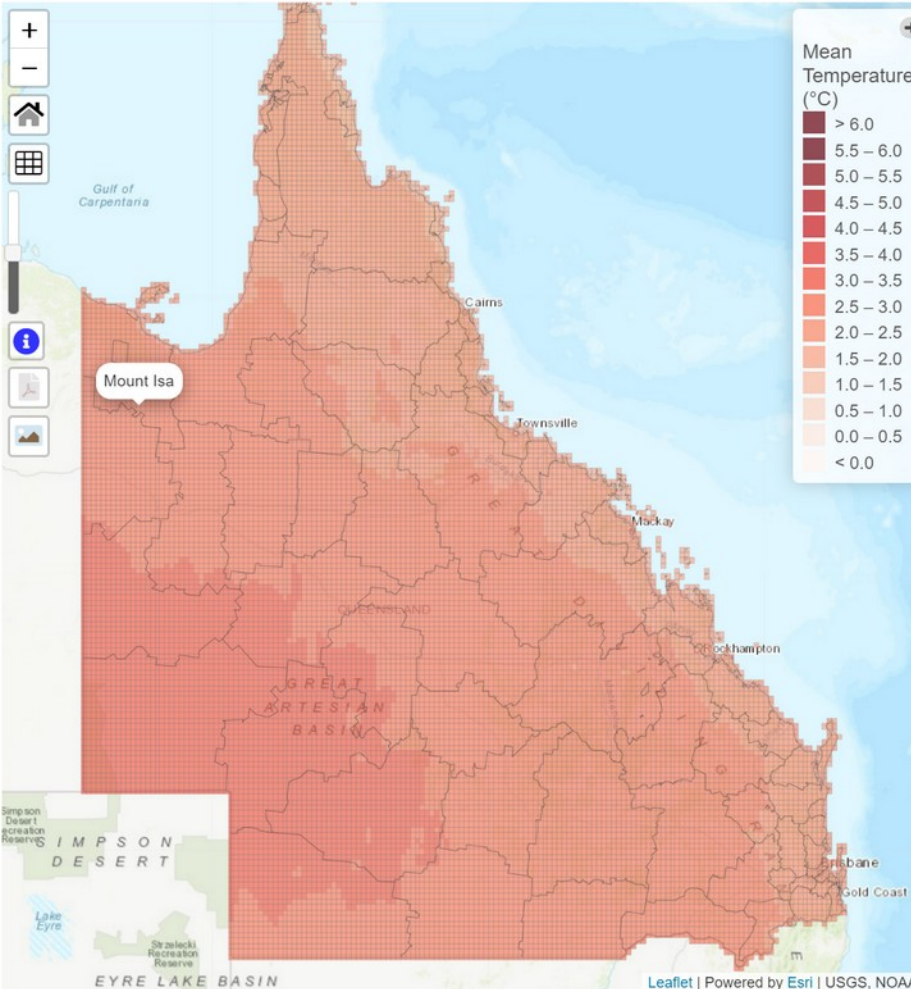 +
−
Gulf of
Carpentaria
Mount Isa
Cairns
Townsville
Mackay
Rockhampton
QUEENSLAND
GREAT
ARTESIAN
BASIN
GREAT
DIVIDING
Brisbane
Gold Coast
Simpson
Desert
ecreation
Reserve
SIMPSON
DESERT
Lake
Eyre
Strzelecki
Recreation
Reserve
EYRE LAKE BASIN
E
Mean
Temperature
(°C)
> 6.0
5.5 – 6.0
5.0 – 5.5
4.5 – 5.0
4.0 – 4.5
3.5 – 4.0
3.0 – 3.5
2.5 – 3.0
2.0 – 2.5
1.5 – 2.0
1.0 – 1.5
0.5 – 1.0
0.0 – 0.5
< 0.0
Leaflet | Powered by Esri | USGS, NOAA